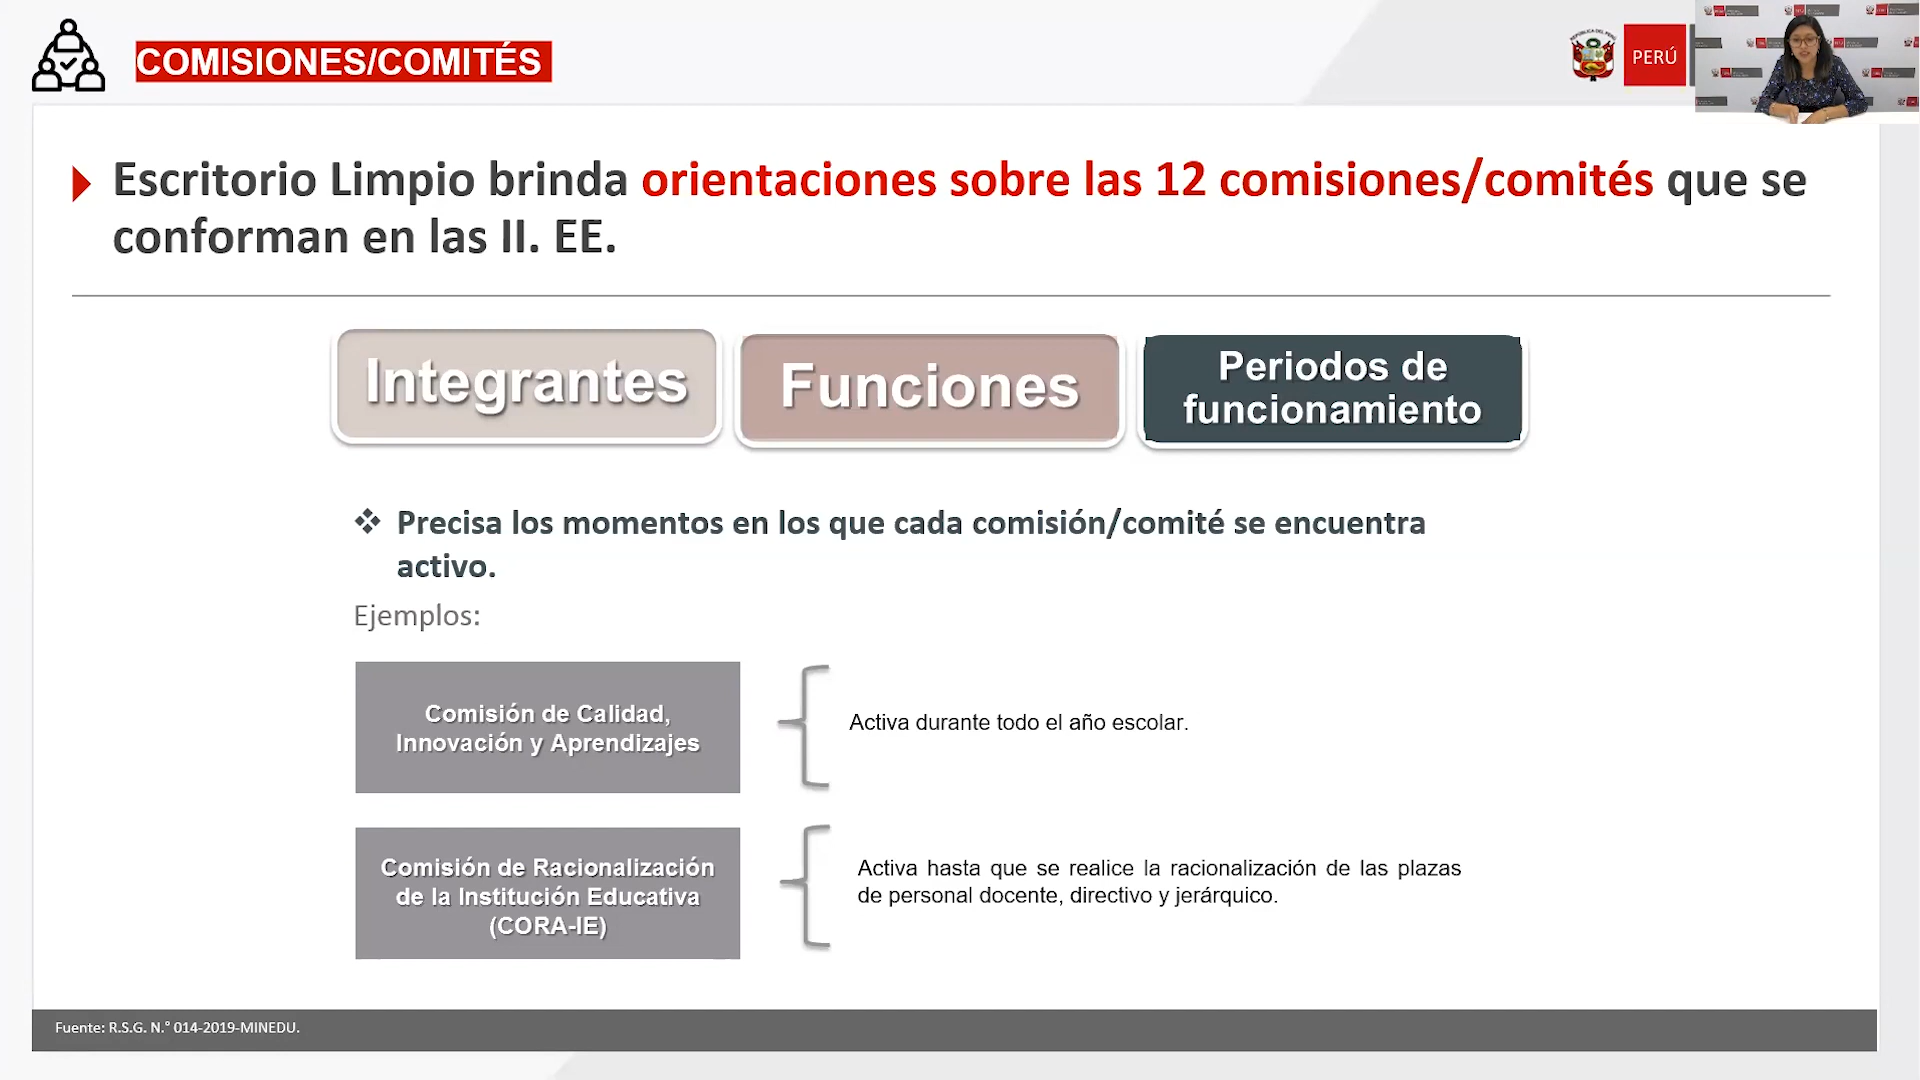 COMISIONES/COMITÉS
PERÚ
Escritorio Limpio brinda orientaciones sobre las 12 comisiones/comités que se
conforman en las II. EE.
Integrantes
Funciones
Periodos de
funcionamiento
❖ Precisa los momentos en los que cada comisión/comité se encuentra
activo.
Ejemplos:
Comisión de Calidad,
Innovación y Aprendizajes
Activa durante todo el año escolar.
Comisión de Racionalización
de la Institución Educativa
(CORA-IE)
Activa hasta que se realice la racionalización de las plazas
de personal docente, directivo y jerárquico.
Fuente: R.S.G. N.° 014-2019-MINEDU.